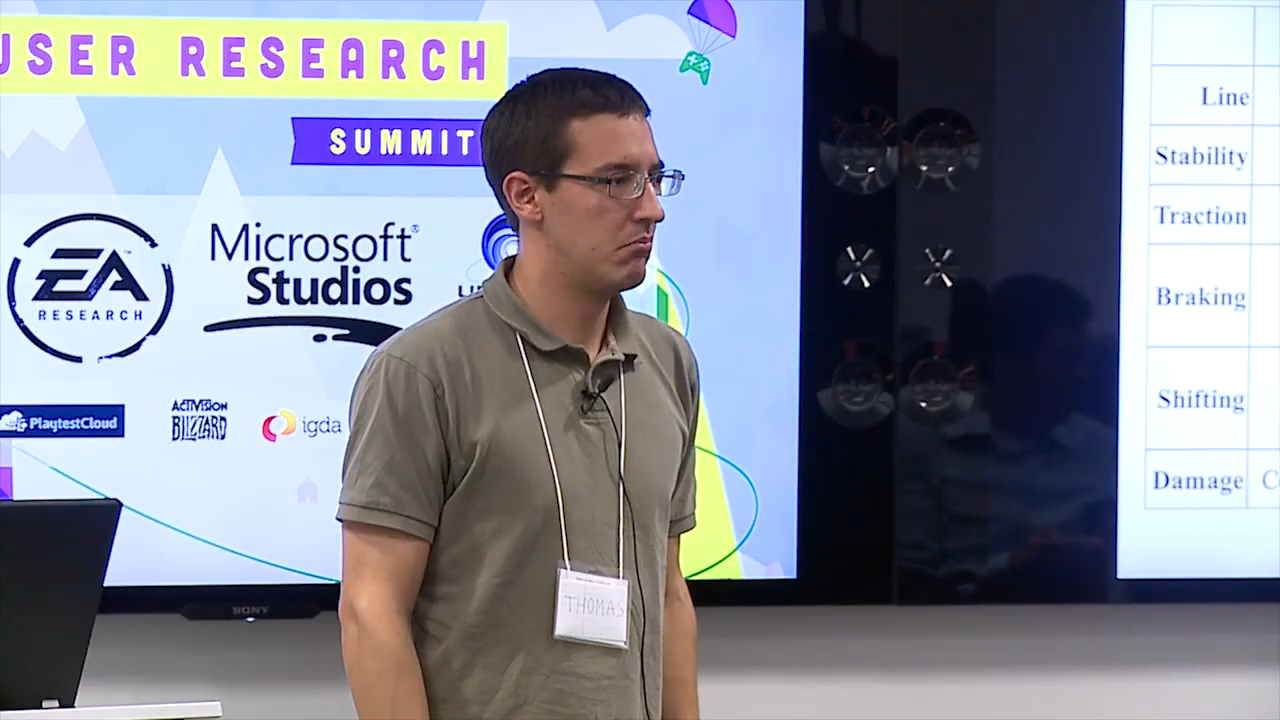 USER RESEARCH
SUMMIT
EA
RESEARCH
Microsoft®
Studios
PlaytestCloud
ACTIVISION
BLIZZARD
igda
SONY
THOMAS
Line
Stability
Traction
Braking
Shifting
Damage